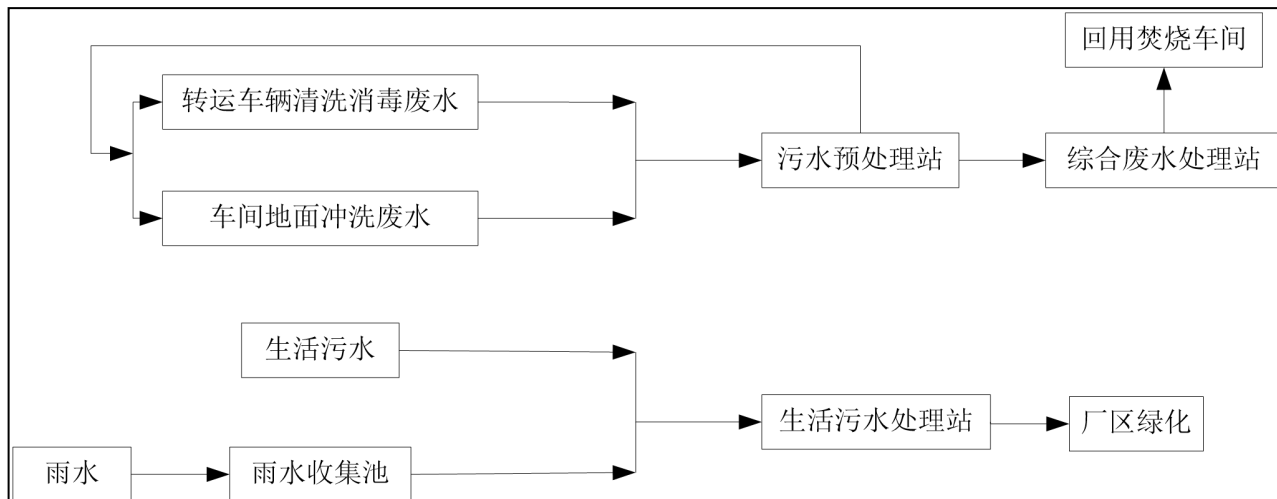 回用焚烧车间
转运车辆清洗消毒废水
污水预处理站
综合废水处理站
车间地面冲洗废水
生活污水
生活污水处理站
厂区绿化
雨水
雨水收集池